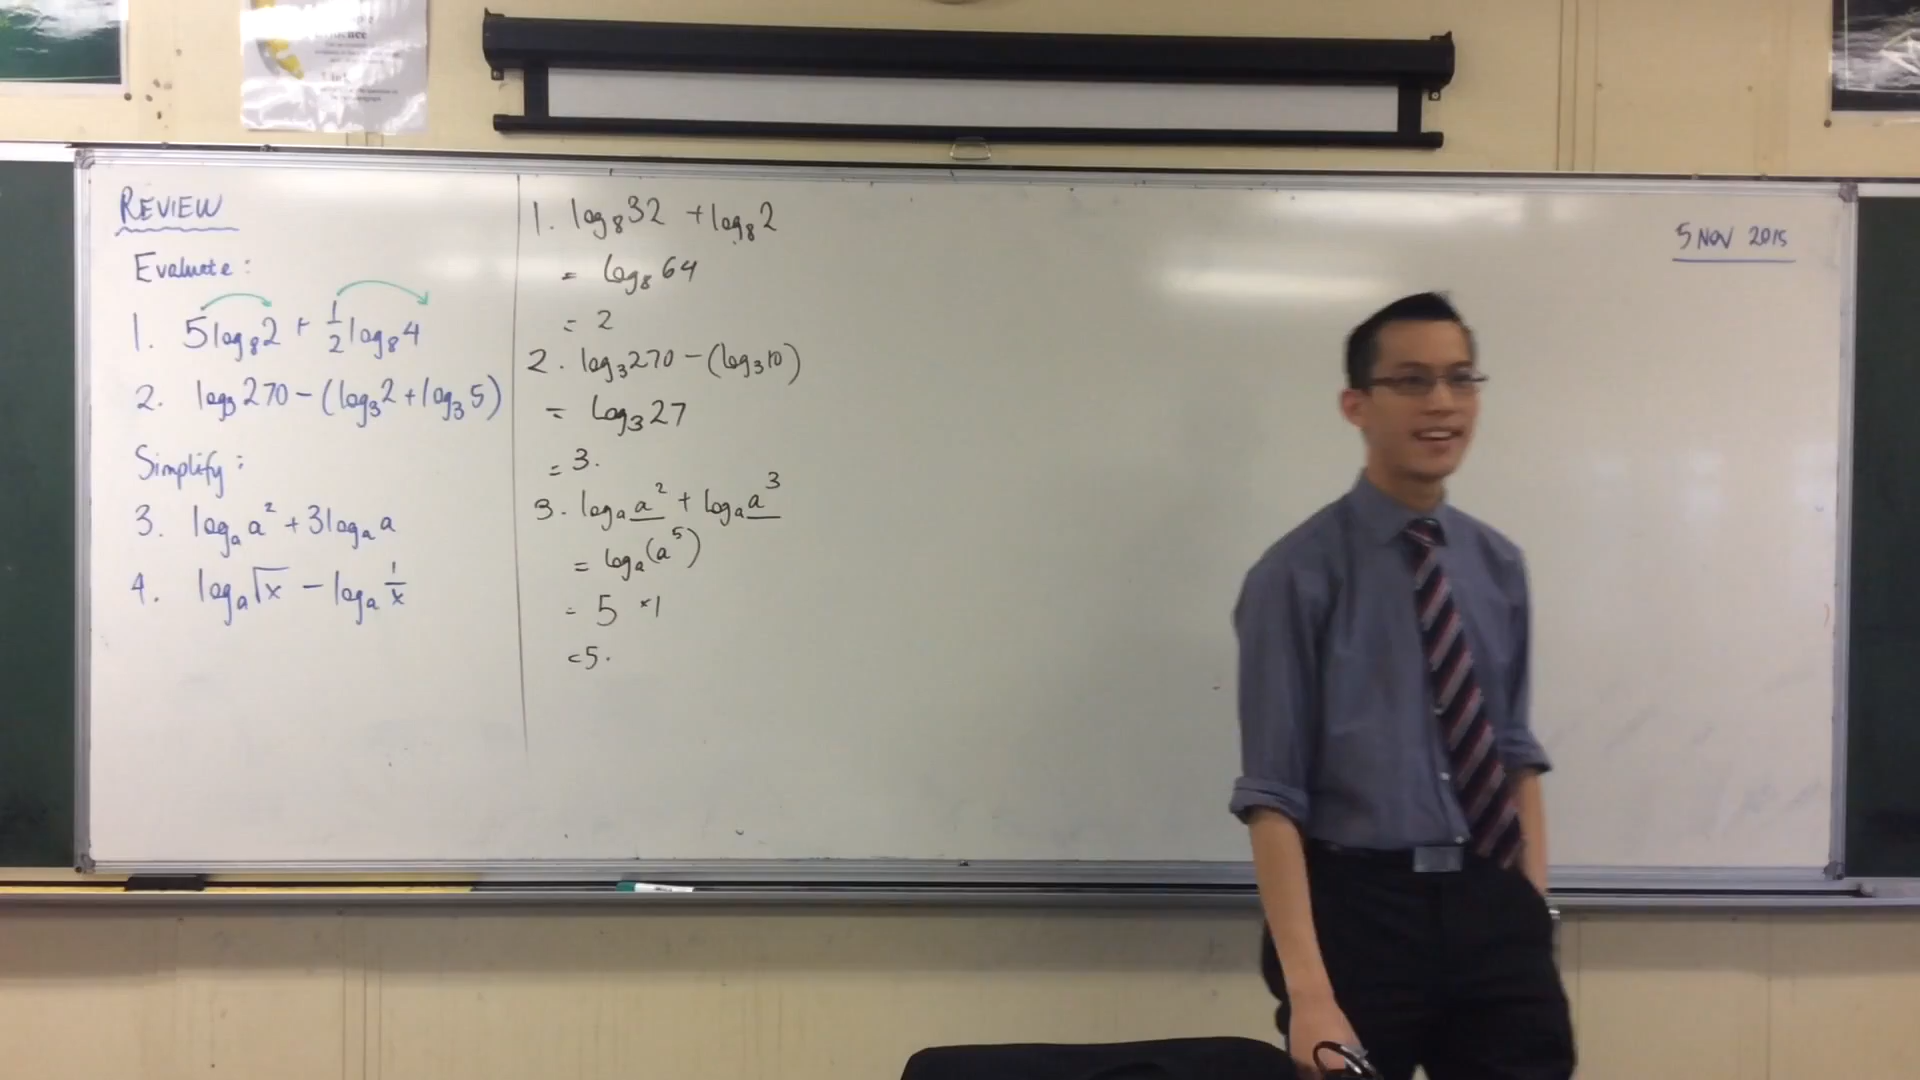 REVIEW
Evaluate:
1. 5log₈2 + ½log₈4
2. log₃270 − (log₃2 + log₃5)
Simplify:
3. logₐa² + 3logₐa
4. logₐ√x − logₐ 1/x
1. log₈32 + log₈2
= log₈64
= 2
2. log₃270 − (log₃10)
= log₃27
= 3.
3. logₐa² + logₐa³
= logₐ(a⁵)
= 5 ×1
=5.
5 NOV 2015